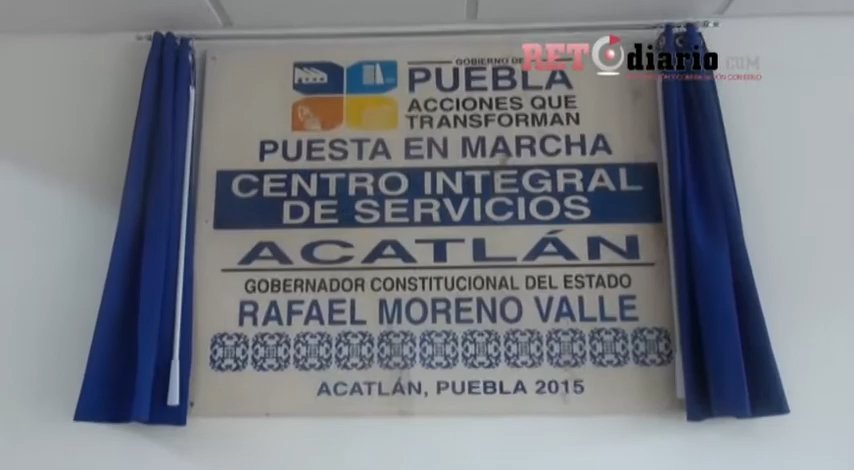 RETOdiario.COM
GOBIERNO DE
PUEBLA
ACCIONES QUE
TRANSFORMAN
PUESTA EN MARCHA
CENTRO INTEGRAL
DE SERVICIOS
ACATLÁN
GOBERNADOR CONSTITUCIONAL DEL ESTADO
RAFAEL MORENO VALLE
ACATLÁN, PUEBLA 2015